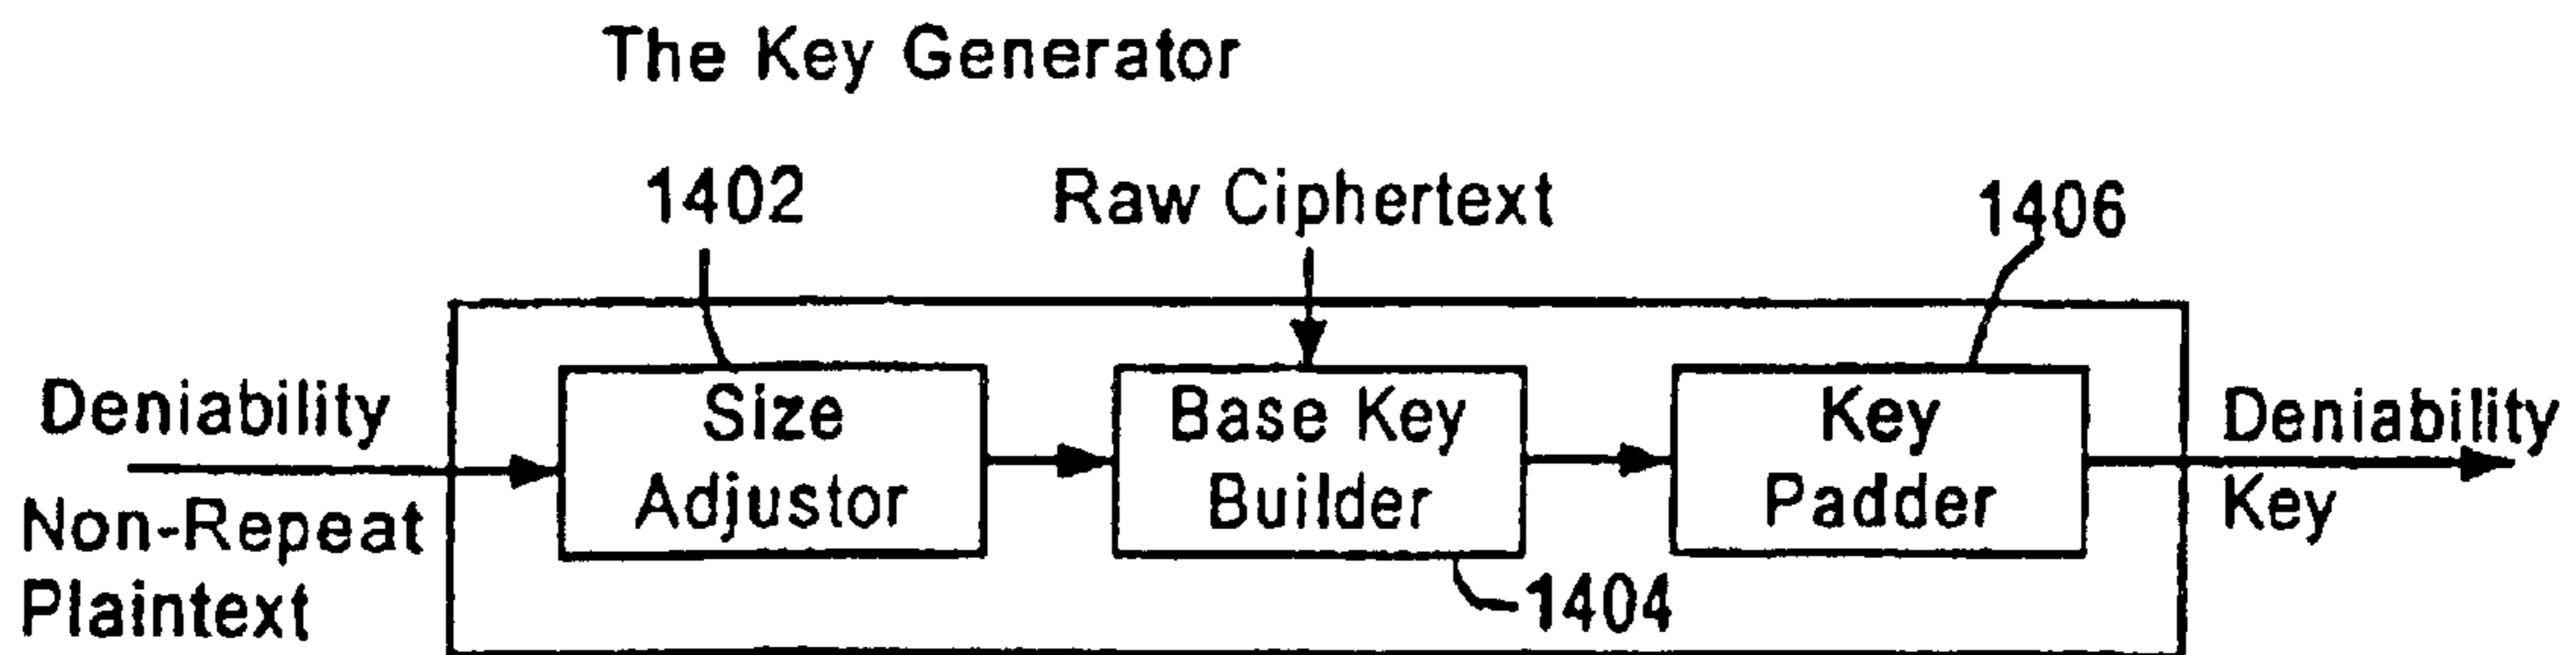 The Key Generator
1402
Raw Ciphertext
1406
Deniability
Non-Repeat
Plaintext
Size
Adjustor
Base Key
Builder
1404
Key
Padder
Deniability
Key